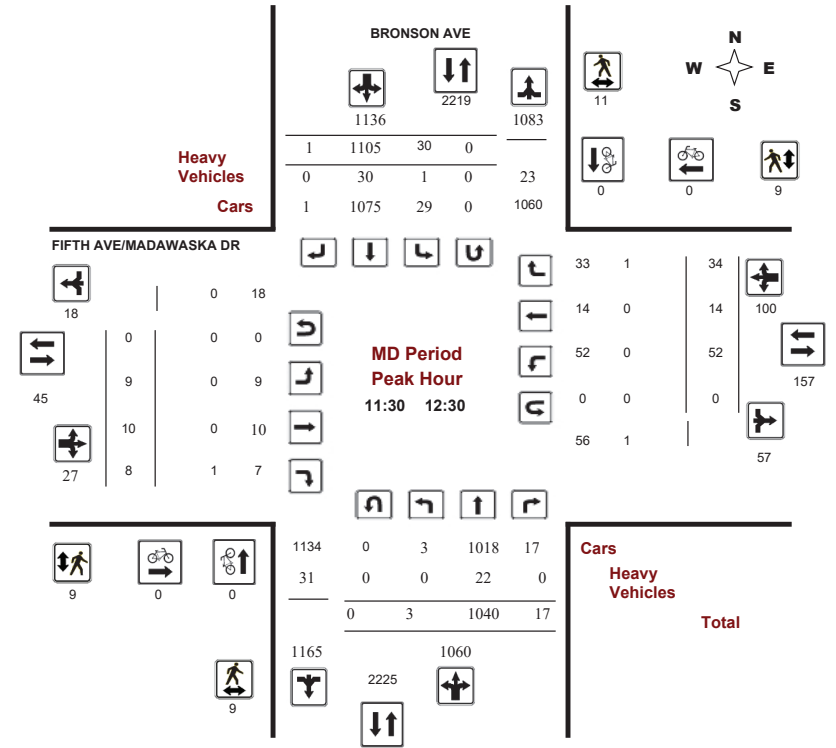 BRONSON AVE
N
W E
S
2219
11
1136 1083
1 1105 30 0
Heavy
Vehicles
0 30 1 0 23
Cars
1 1075 29 0 1060
0 0 9
FIFTH AVE/MADAWASKA DR
18
0 18
33 1 34
100
0 0 0
14 0 14
45
9 0 9
52 0 52
157
MD Period
Peak Hour
11:30 12:30
0 0 0
10 0 10
56 1
57
27
8 1 7
1134 0 3 1018 17
Cars
31 0 0 22 0
Heavy
Vehicles
9 0 0
0 3 1040 17
Total
1165 1060
2225
9